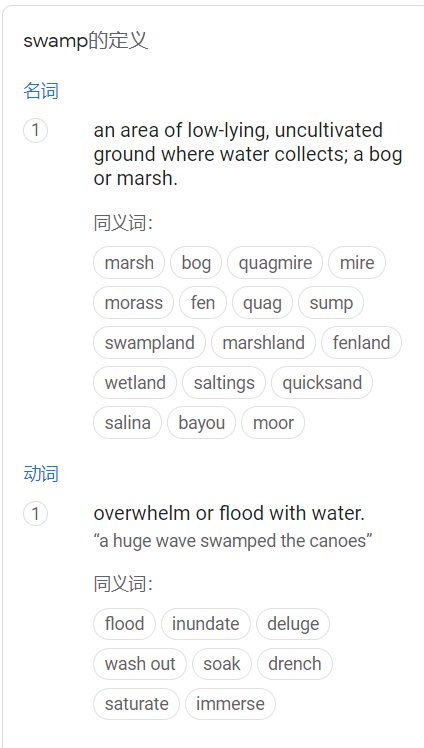 swamp的定义
名词
1
an area of low-lying, uncultivated
ground where water collects; a bog
or marsh.
同义词：
marsh bog quagmire mire
morass fen quag sump
swampland marshland fenland
wetland saltings quicksand
salina bayou moor
动词
1
overwhelm or flood with water.
“a huge wave swamped the canoes”
同义词：
flood inundate deluge
wash out soak drench
saturate immerse